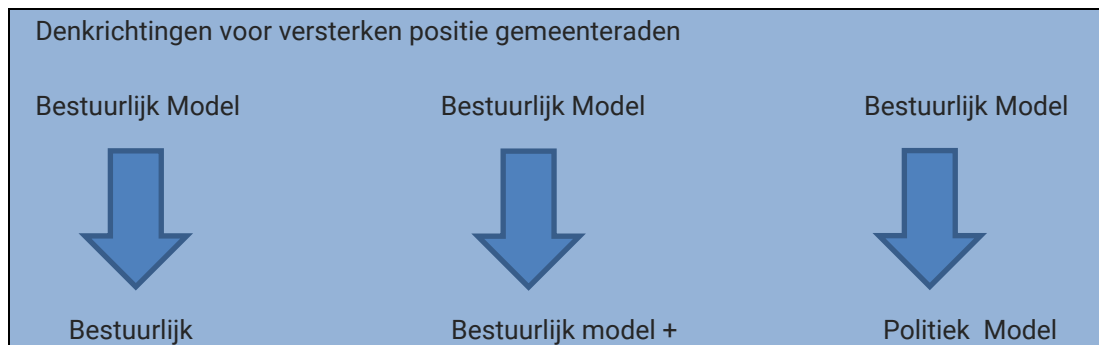 Denkrichtingen voor versterken positie gemeenteraden
Bestuurlijk Model Bestuurlijk Model Bestuurlijk Model
Bestuurlijk Bestuurlijk model + Politiek Model